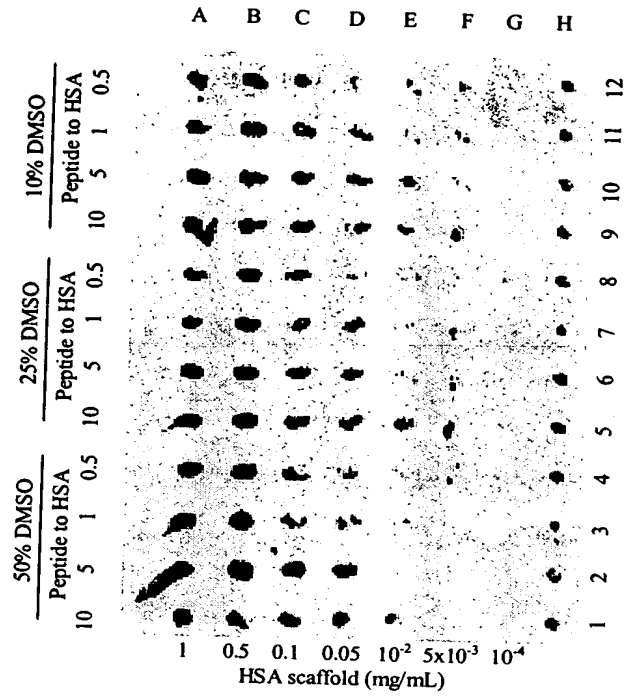 A B C D E F G H
10% DMSO
Peptide to HSA
0.5 12
1 11
5 10
10 9
25% DMSO
Peptide to HSA
0.5 8
1 7
5 6
10 5
50% DMSO
Peptide to HSA
0.5 4
1 3
5 2
10 1
1 0.5 0.1 0.05 10⁻² 5x10⁻³ 10⁻⁴
HSA scaffold (mg/mL)